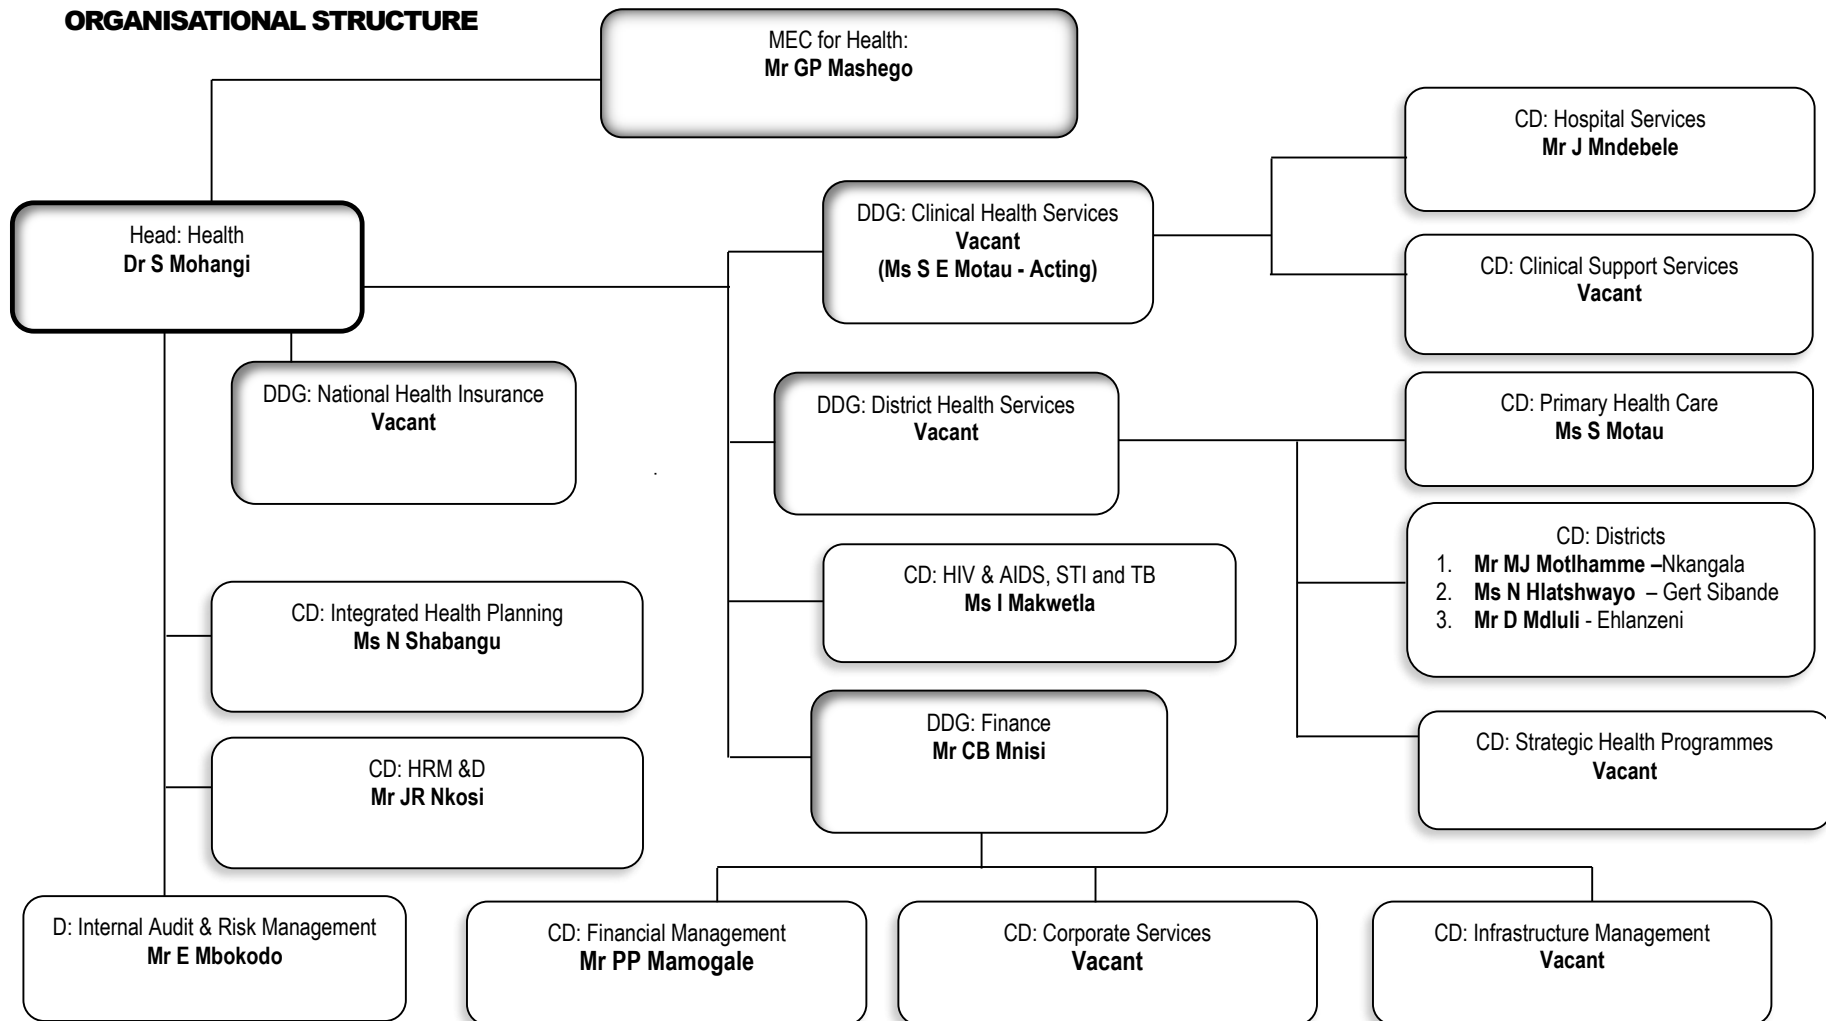 ORGANISATIONAL STRUCTURE
MEC for Health:
Mr GP Mashego
Head: Health
Dr S Mohangi
DDG: Clinical Health Services
Vacant
(Ms S E Motau - Acting)
CD: Hospital Services
Mr J Mndebele
CD: Clinical Support Services
Vacant
DDG: National Health Insurance
Vacant
DDG: District Health Services
Vacant
CD: Primary Health Care
Ms S Motau
CD: Districts
1. Mr MJ Motlhamme –Nkangala
2. Ms N Hlatshwayo – Gert Sibande
3. Mr D Mdluli - Ehlanzeni
CD: HIV & AIDS, STI and TB
Ms I Makwetla
CD: Integrated Health Planning
Ms N Shabangu
DDG: Finance
Mr CB Mnisi
CD: Strategic Health Programmes
Vacant
CD: HRM &D
Mr JR Nkosi
D: Internal Audit & Risk Management
Mr E Mbokodo
CD: Financial Management
Mr PP Mamogale
CD: Corporate Services
Vacant
CD: Infrastructure Management
Vacant